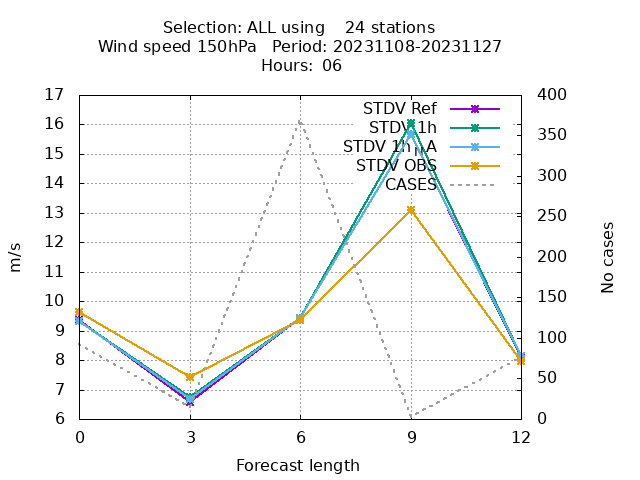 Selection: ALL using 24 stations
Wind speed 150hPa Period: 20231108-20231127
Hours: 06
17
16
15
14
13
12
11
10
9
8
7
6
m/s
STDV Ref
STDV 1h
STDV 1h_IA
STDV OBS
CASES
400
350
300
250
200
150
100
50
0
No cases
0 3 6 9 12
Forecast length